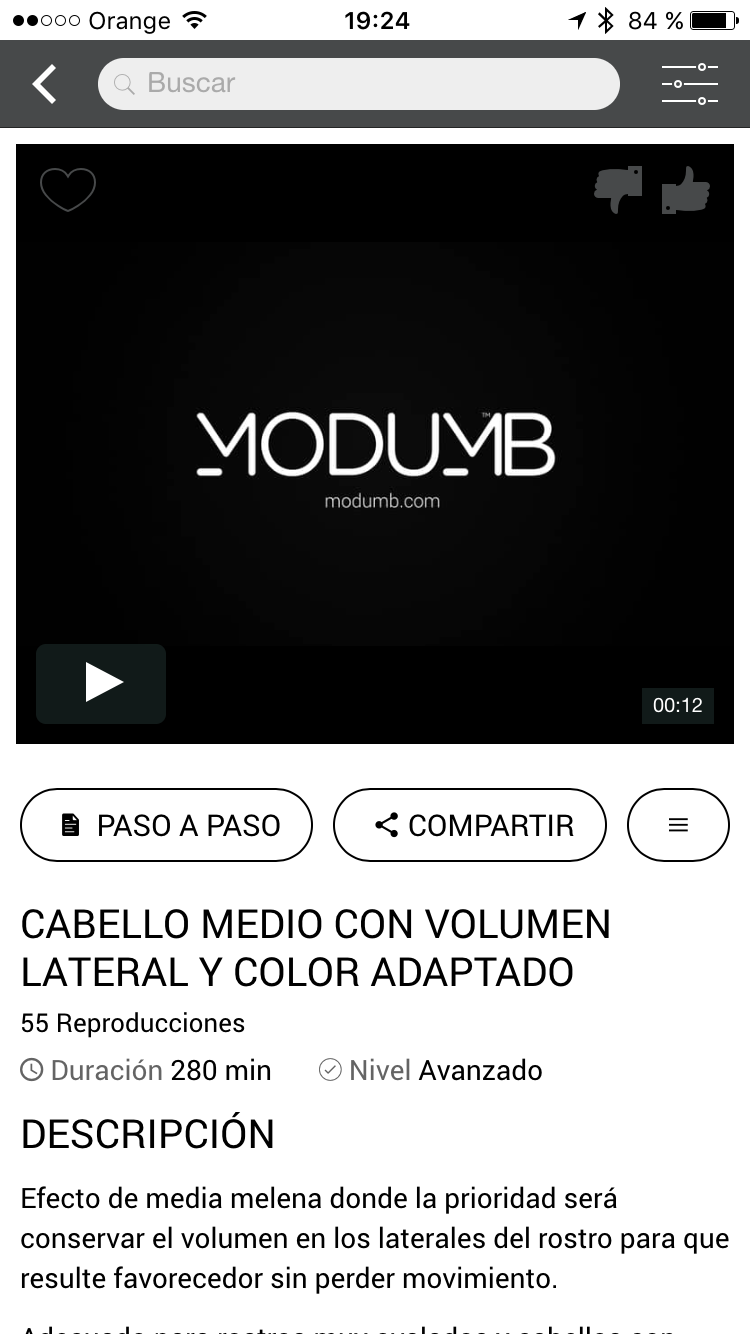 Orange 19:24 84 %
Buscar
MODUMB™
modumb.com
00:12
PASO A PASO COMPARTIR
CABELLO MEDIO CON VOLUMEN
LATERAL Y COLOR ADAPTADO
55 Reproducciones
Duración 280 min Nivel Avanzado
DESCRIPCIÓN
Efecto de media melena donde la prioridad será
conservar el volumen en los laterales del rostro para que
resulte favorecedor sin perder movimiento.